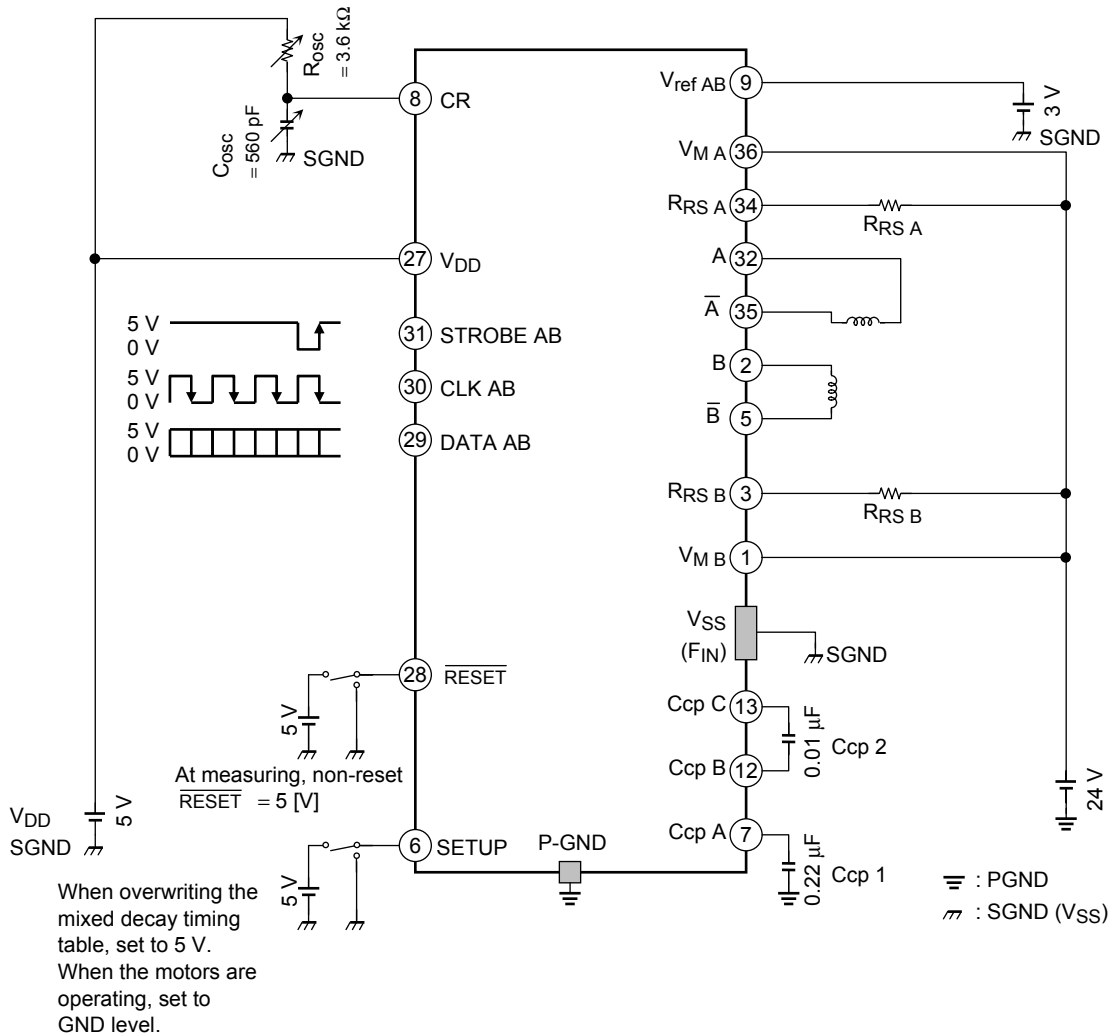 Rosc
= 3.6 kΩ
Cosc
= 560 pF
SGND
8 CR
27 VDD
5 V
0 V
31 STROBE AB
5 V
0 V
30 CLK AB
5 V
0 V
29 DATA AB
28 RESET
5 V
At measuring, non-reset
RESET = 5 [V]
VDD
5 V
SGND
6 SETUP
5 V
When overwriting the
mixed decay timing
table, set to 5 V.
When the motors are
operating, set to
GND level.
P-GND
Vref AB 9
3 V
SGND
VM A 36
RRS A 34
RRS A
A 32
A 35
B 2
B 5
RRS B 3
RRS B
VM B 1
VSS
(FIN)
SGND
Ccp C 13
0.01 μF
Ccp 2
Ccp B 12
Ccp A 7
0.22 μF
Ccp 1
24 V
: PGND
: SGND (VSS)